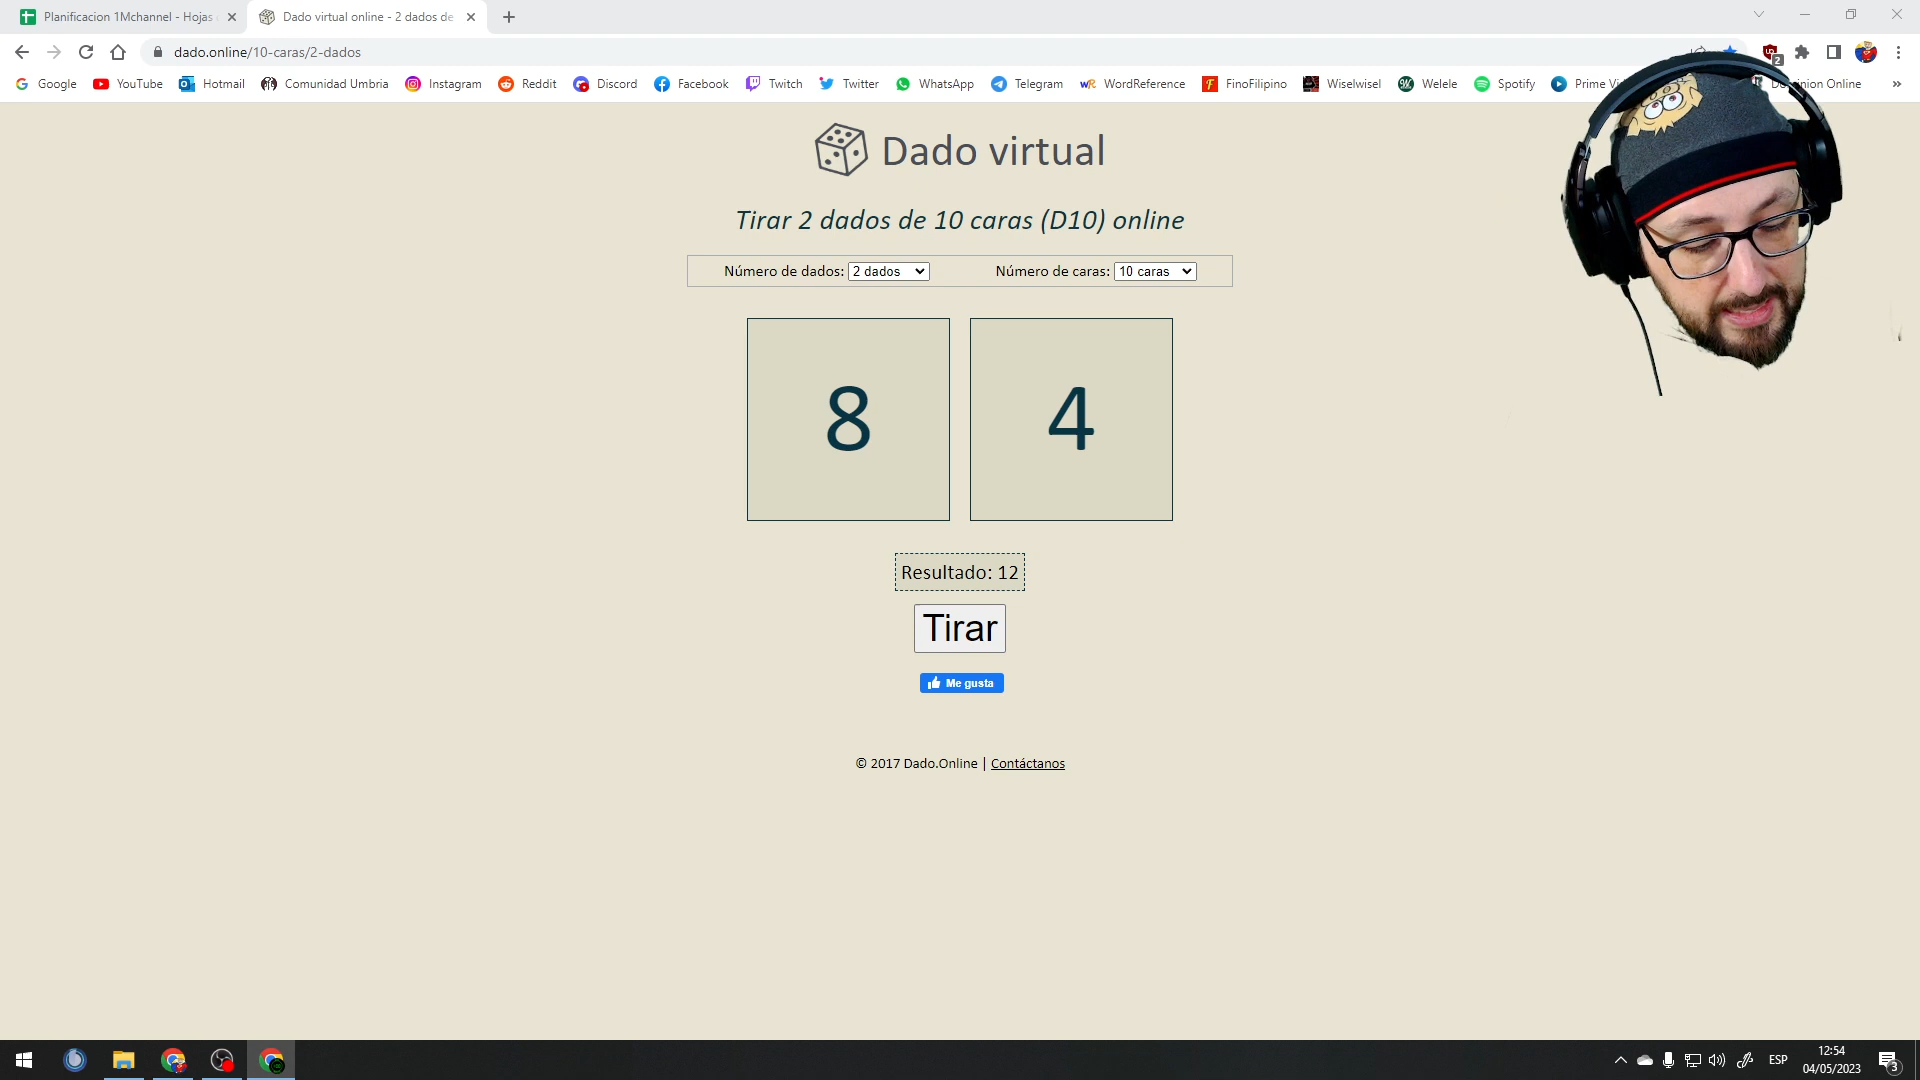 Planificacion 1Mchannel - Hojas
Dado virtual online - 2 dados de
dado.online/10-caras/2-dados
2
Google YouTube Hotmail Comunidad Umbria Instagram Reddit Discord Facebook Twitch Twitter WhatsApp Telegram WordReference FinoFilipino Wiselwisel Welele Spotify Prime Online
Dado virtual
Tirar 2 dados de 10 caras (D10) online
Número de dados: 2 dados Número de caras: 10 caras
8 4
Resultado: 12
Tirar
Me gusta
© 2017 Dado.Online | Contáctanos
ESP
12:54
04/05/2023
3